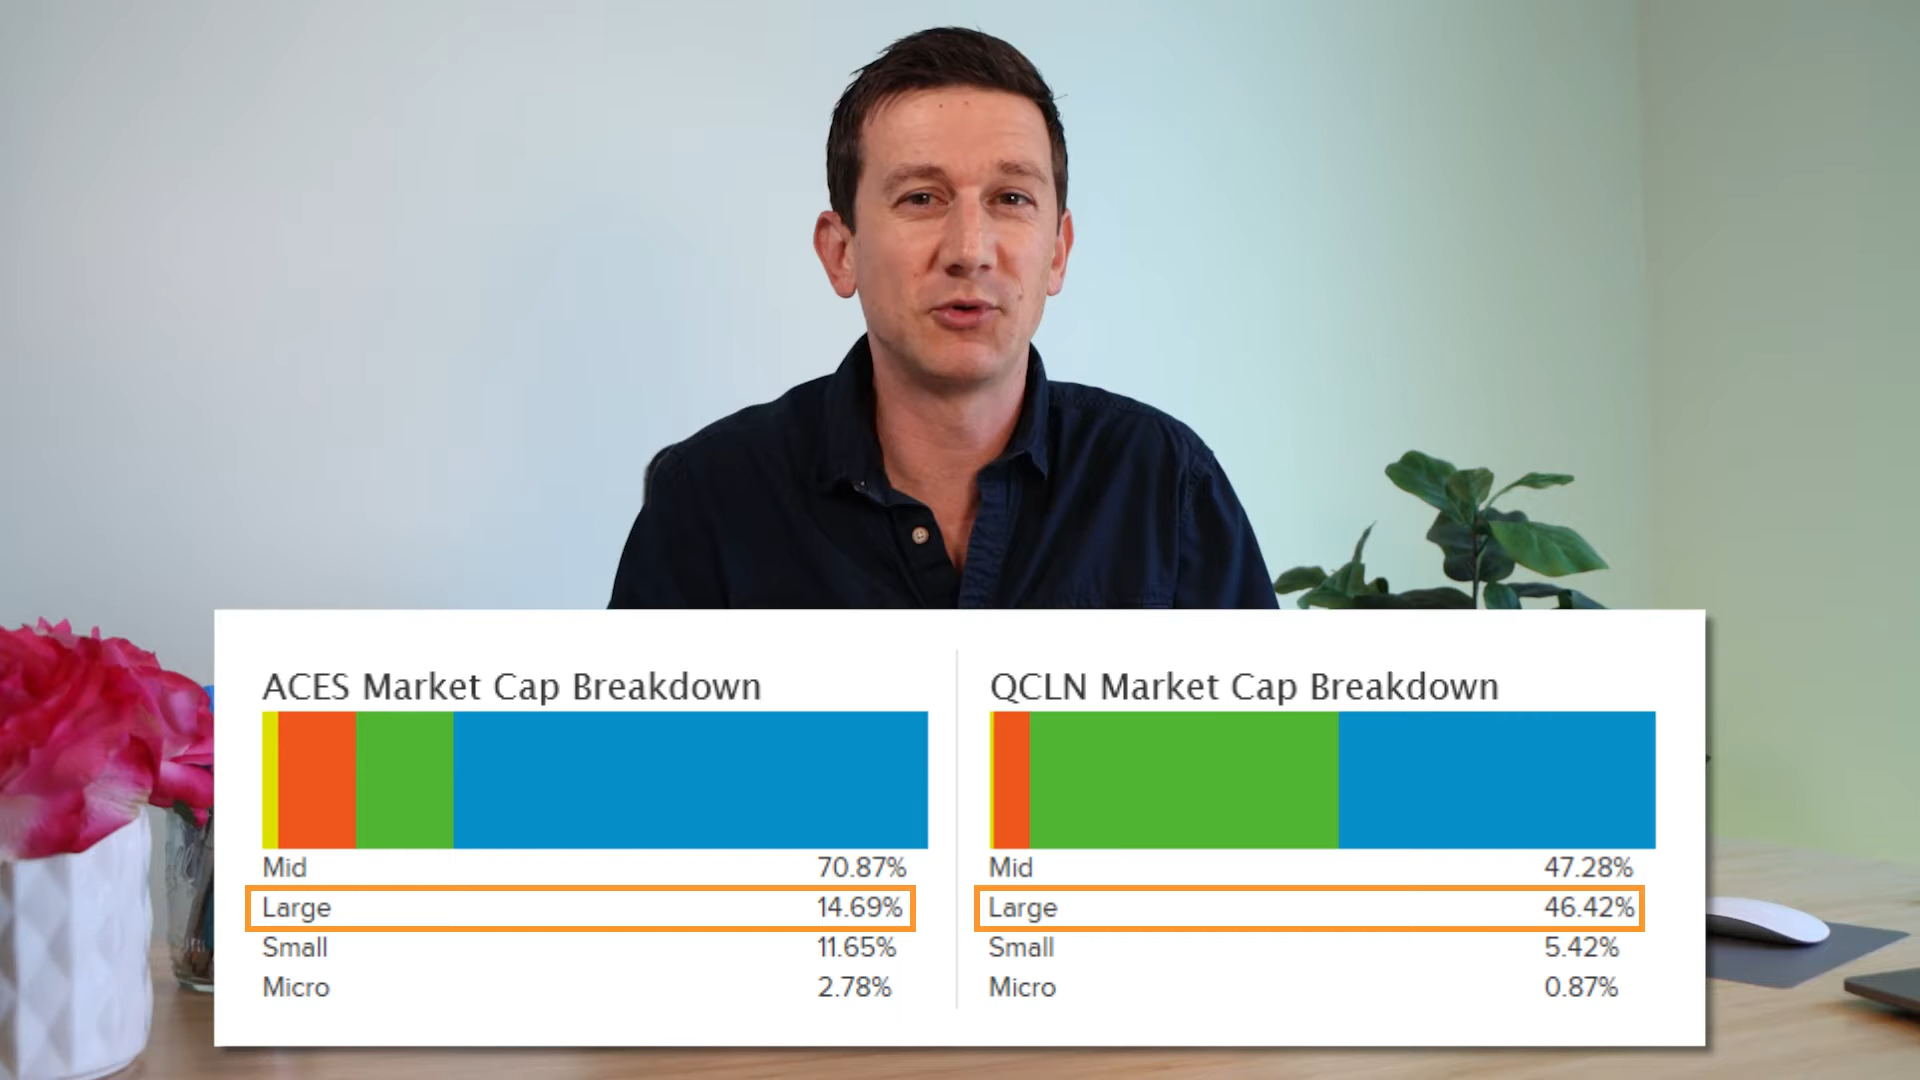 ACES Market Cap Breakdown
Mid 70.87%
Large 14.69%
Small 11.65%
Micro 2.78%
QCLN Market Cap Breakdown
Mid 47.28%
Large 46.42%
Small 5.42%
Micro 0.87%